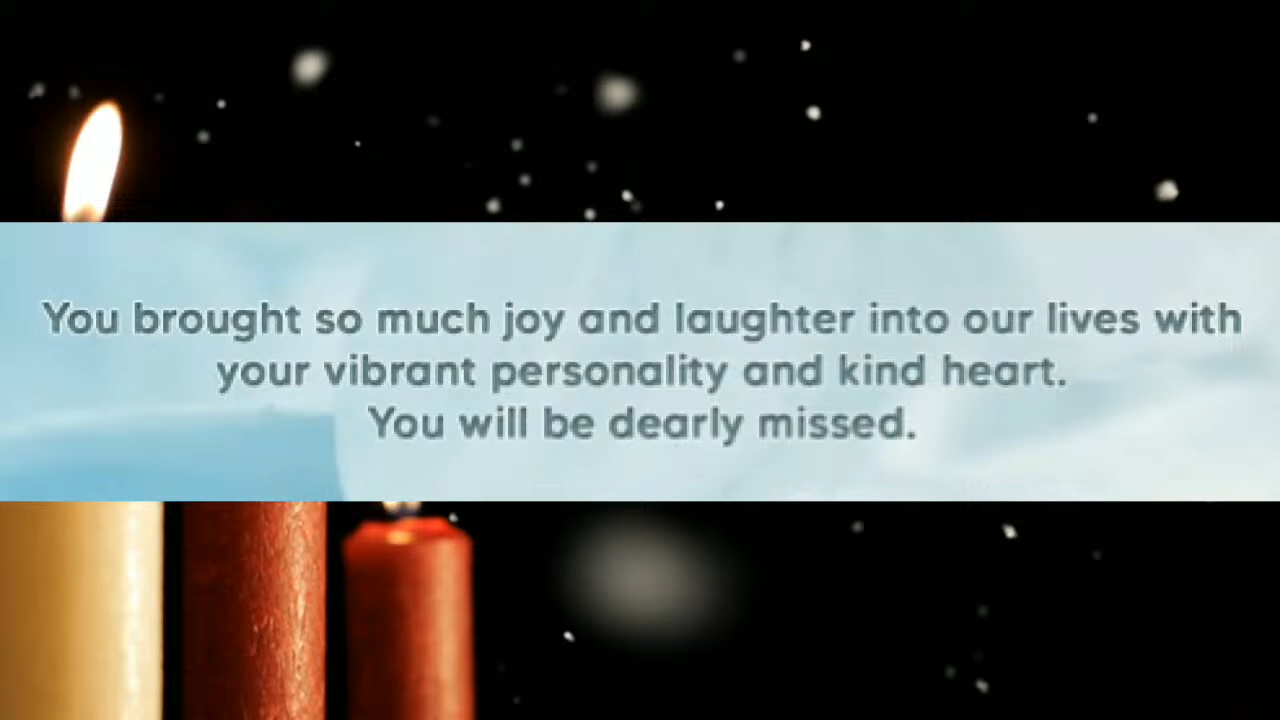 You brought so much joy and laughter into our lives with
your vibrant personality and kind heart.
You will be dearly missed.